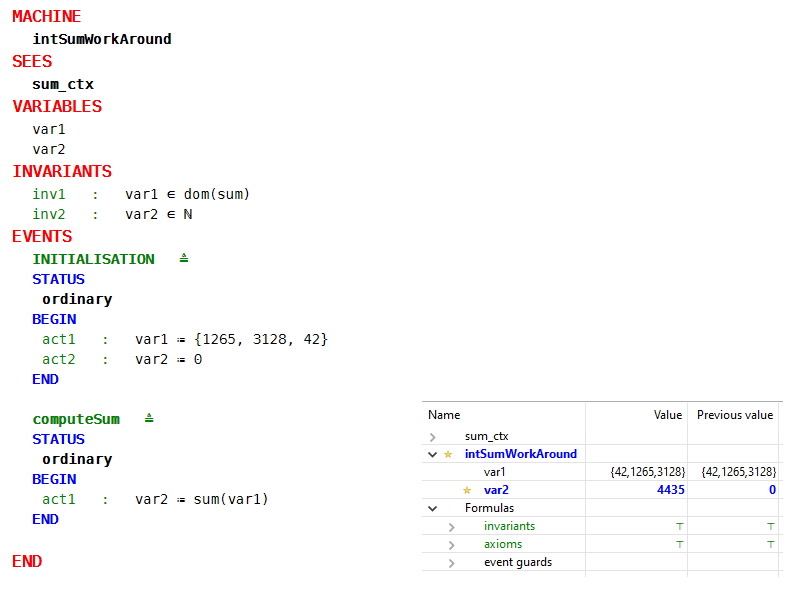 MACHINE
intSumWorkAround
SEES
sum_ctx
VARIABLES
var1
var2
INVARIANTS
inv1 : var1 ∈ dom(sum)
inv2 : var2 ∈ ℕ
EVENTS
INITIALISATION ≙
STATUS
ordinary
BEGIN
act1 : var1 ≔ {1265, 3128, 42}
act2 : var2 ≔ 0
END
computeSum ≙
STATUS
ordinary
BEGIN
act1 : var2 ≔ sum(var1)
END
END
Name Value Previous value
sum_ctx
intSumWorkAround
var1 {42,1265,3128} {42,1265,3128}
var2 4435 0
Formulas
invariants ⊤ ⊤
axioms ⊤ ⊤
event guards